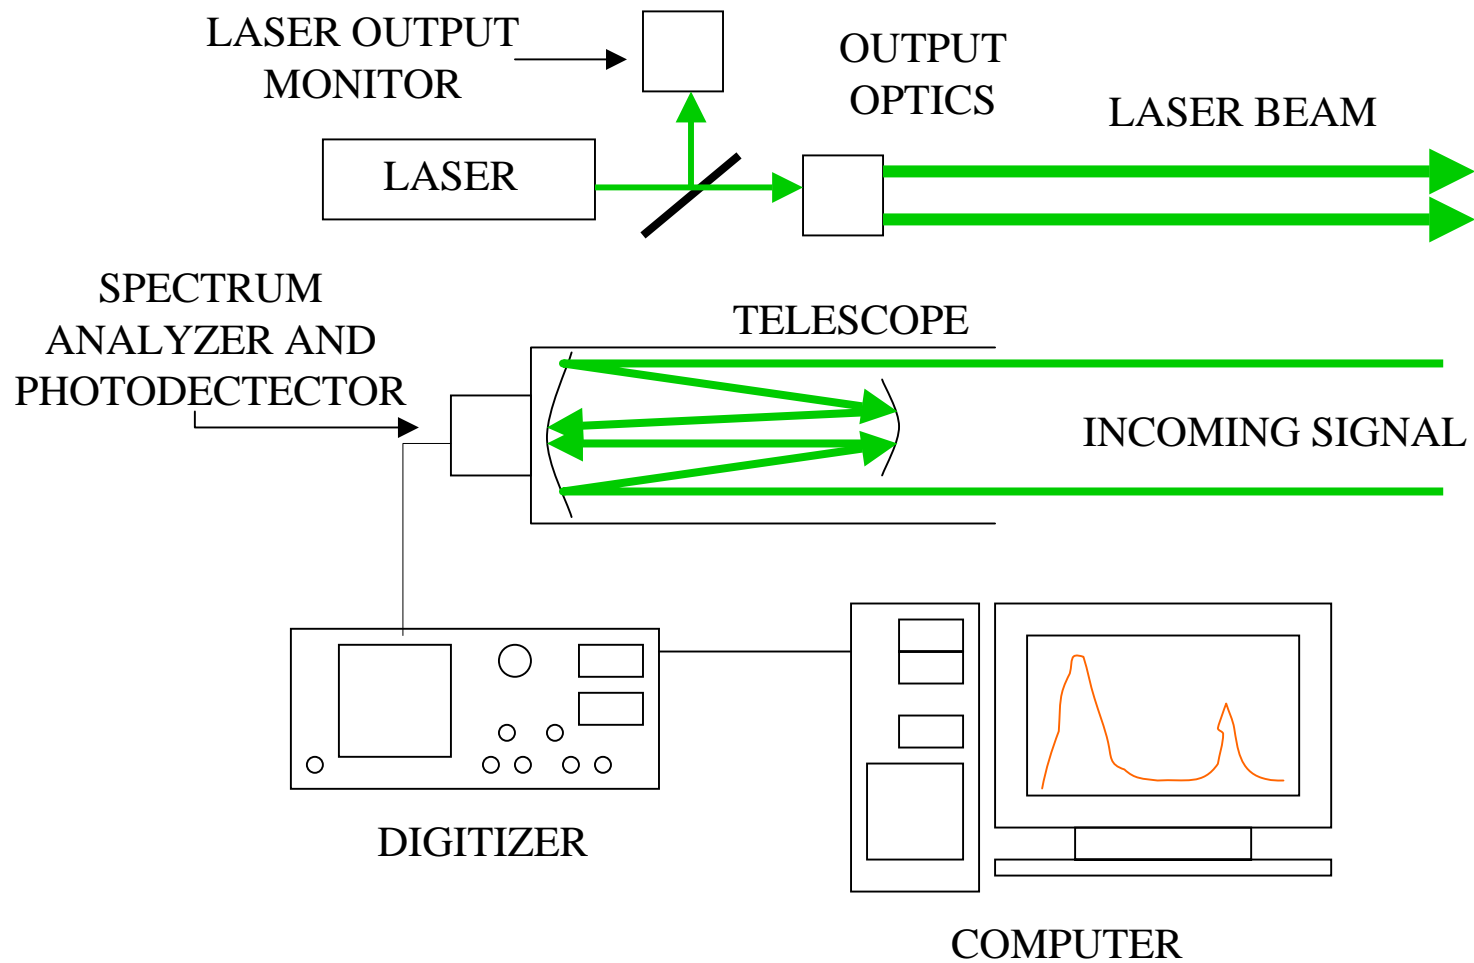 LASER OUTPUT
MONITOR
OUTPUT
OPTICS
LASER BEAM
LASER
SPECTRUM
ANALYZER AND
PHOTODECTECTOR
TELESCOPE
INCOMING SIGNAL
DIGITIZER
COMPUTER